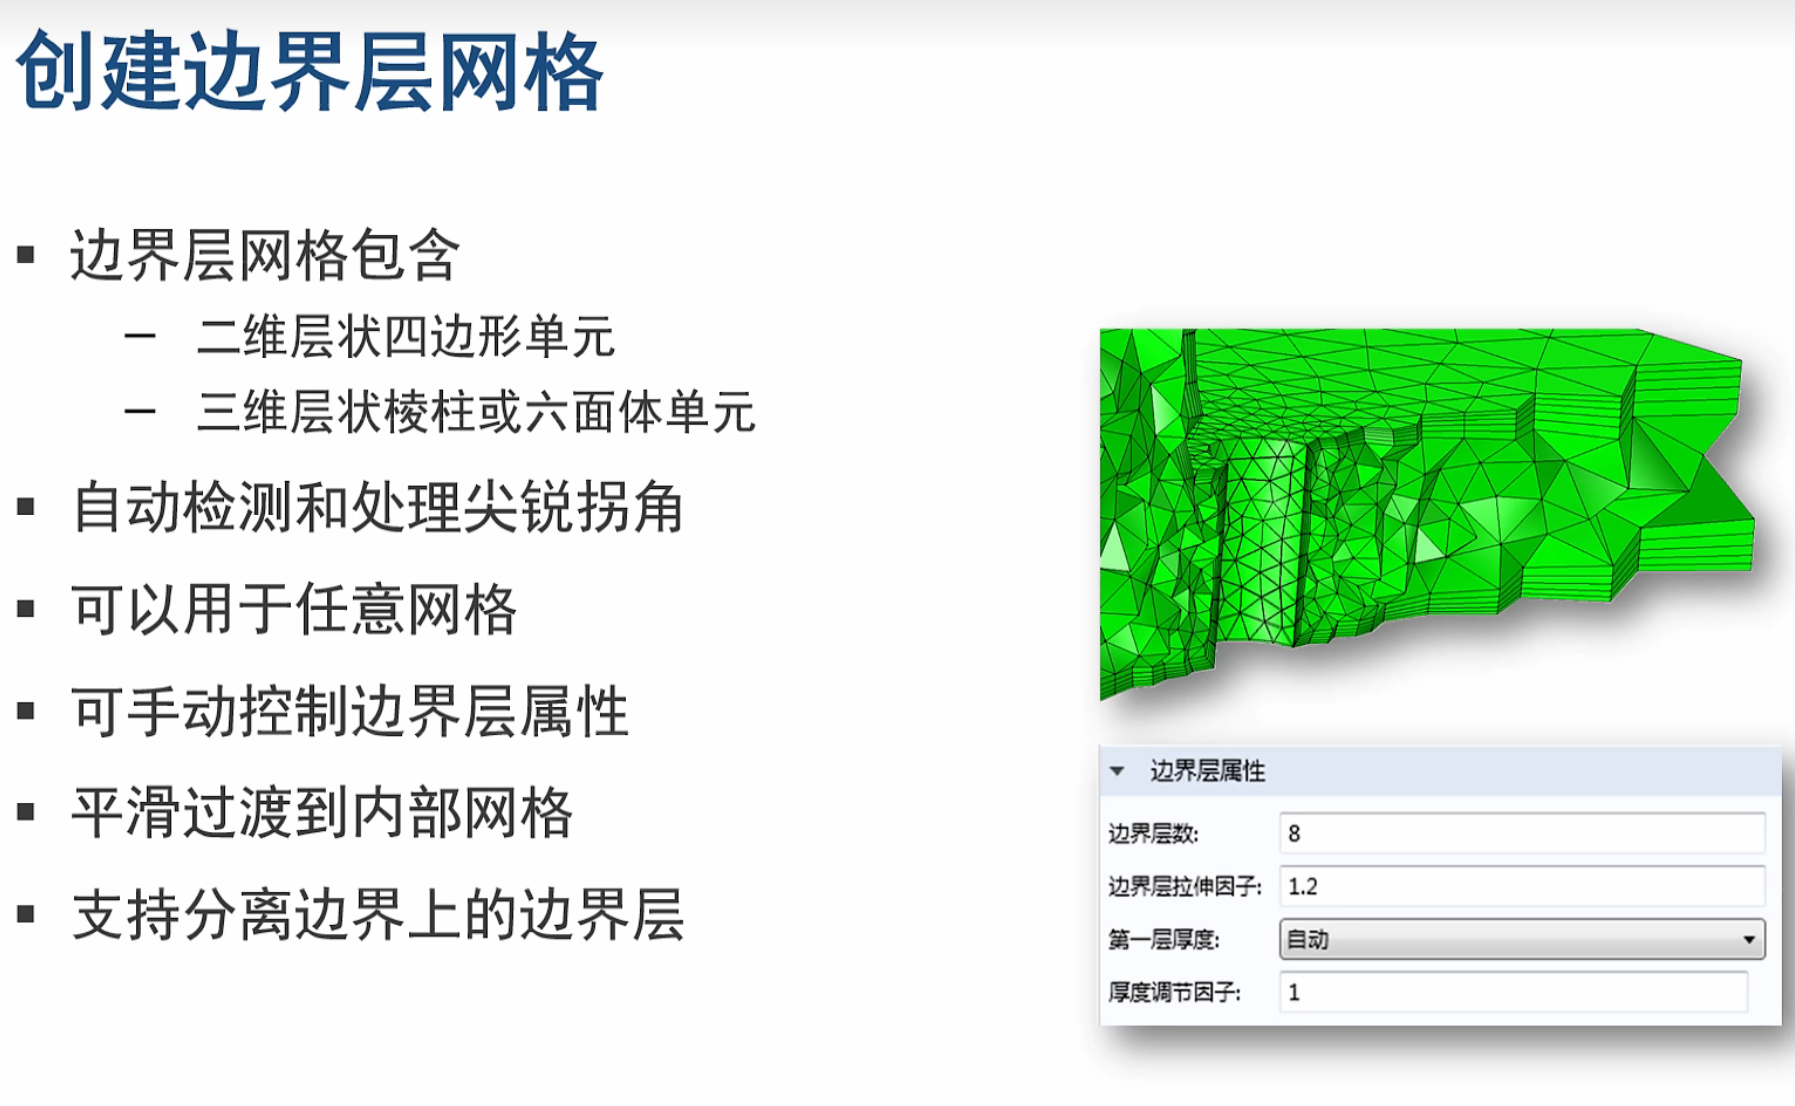 创建边界层网格
▪ 边界层网格包含
– 二维层状四边形单元
– 三维层状棱柱或六面体单元
▪ 自动检测和处理尖锐拐角
▪ 可以用于任意网格
▪ 可手动控制边界层属性
▪ 平滑过渡到内部网格
▪ 支持分离边界上的边界层
边界层属性
边界层数: 8
边界层拉伸因子: 1.2
第一层厚度: 自动
厚度调节因子: 1